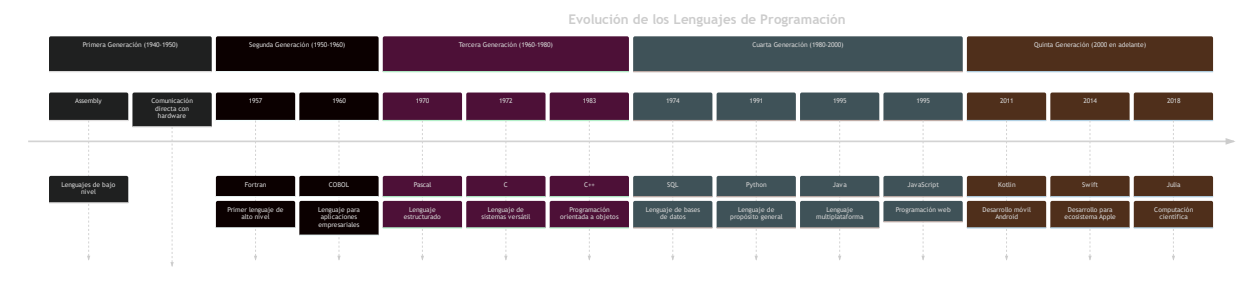 Evolución de los Lenguajes de Programación
Primera Generación (1940-1950)
Segunda Generación (1950-1960)
Tercera Generación (1960-1980)
Cuarta Generación (1980-2000)
Quinta Generación (2000 en adelante)
Assembly
Comunicación
directa con
hardware
1957
1960
1970
1972
1983
1974
1991
1995
1995
2011
2014
2018
Lenguajes de bajo
nivel
Fortran
Primer lenguaje de
alto nivel
COBOL
Lenguaje para
aplicaciones
empresariales
Pascal
Lenguaje
estructurado
C
Lenguaje de
sistemas versátil
C++
Programación
orientada a objetos
SQL
Lenguaje de bases
de datos
Python
Lenguaje de
propósito general
Java
Lenguaje
multiplataforma
JavaScript
Programación web
Kotlin
Desarrollo móvil
Android
Swift
Desarrollo para
ecosistema Apple
Julia
Computación
científica